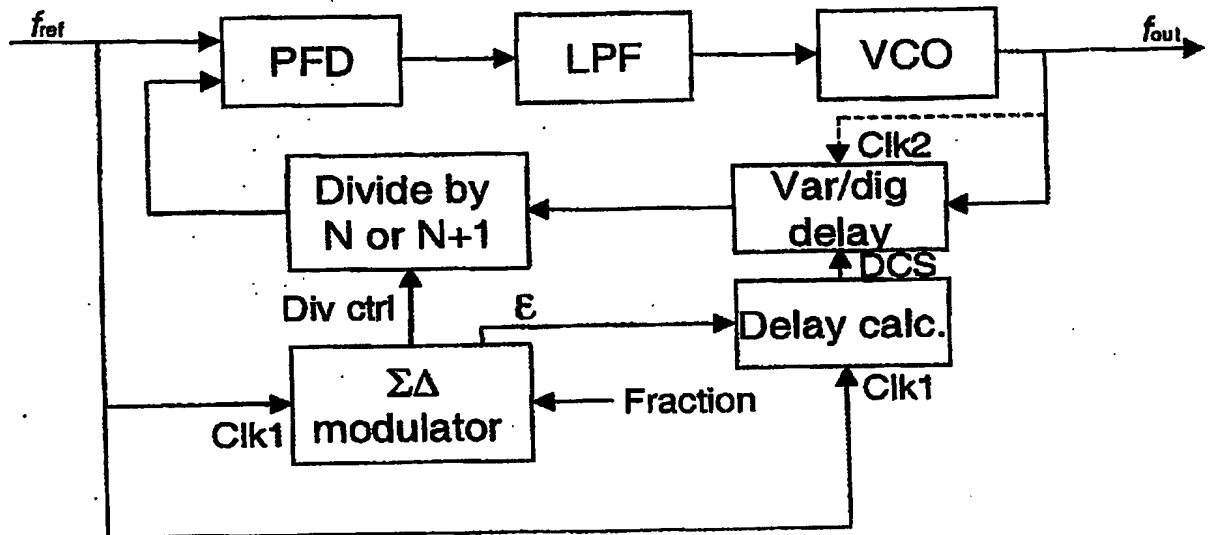 fref
PFD
LPF
VCO
fout
Clk2
Divide by
N or N+1
Var/dig
delay
DCS
Div ctrl
ε
Delay calc.
ΣΔ
modulator
Clk1
Fraction
Clk1